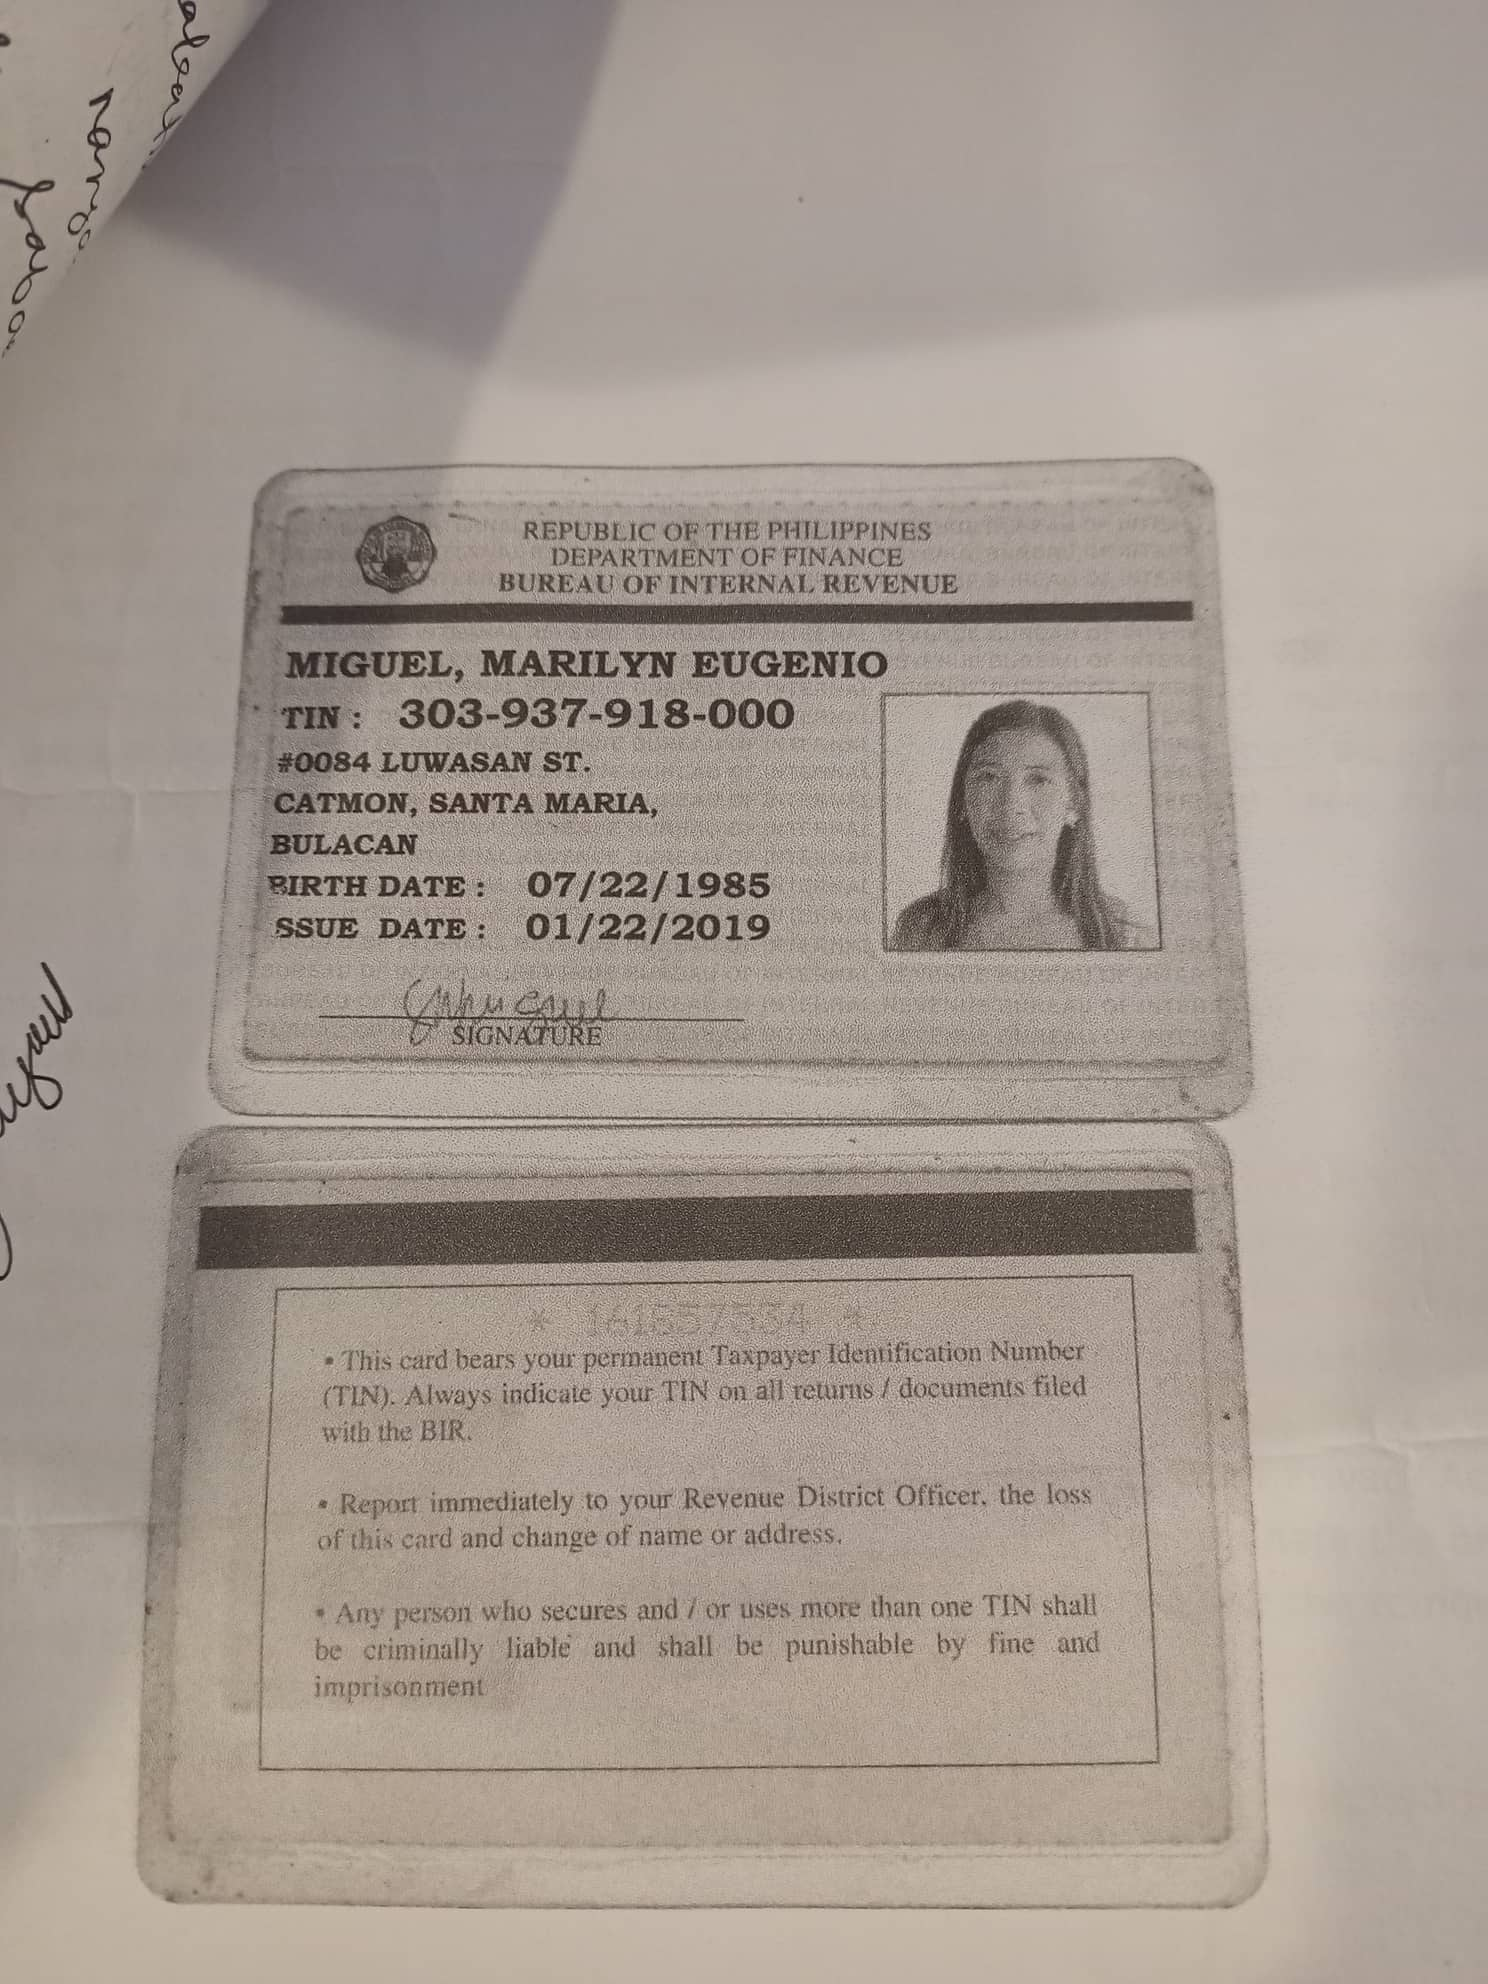 REPUBLIC OF THE PHILIPPINES
DEPARTMENT OF FINANCE
BUREAU OF INTERNAL REVENUE
MIGUEL, MARILYN EUGENIO
TIN : 303-937-918-000
#0084 LUWASAN ST.
CATMON, SANTA MARIA,
BULACAN
BIRTH DATE : 07/22/1985
SSUE DATE : 01/22/2019
SIGNATURE
• This card bears your permanent Taxpayer Identification Number
(TIN). Always indicate your TIN on all returns / documents filed
with the BIR.
• Report immediately to your Revenue District Officer, the loss
of this card and change of name or address.
• Any person who secures and / or uses more than one TIN shall
be criminally liable and shall be punishable by fine and
imprisonment